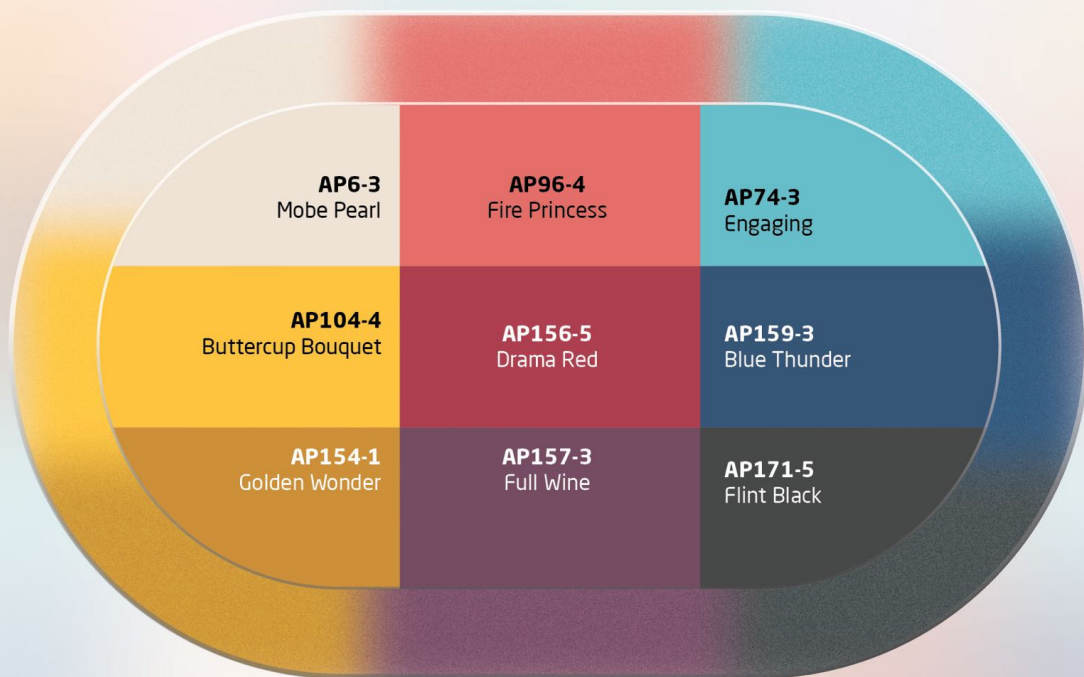 AP6-3
Mobe Pearl
AP96-4
Fire Princess
AP74-3
Engaging
AP104-4
Buttercup Bouquet
AP156-5
Drama Red
AP159-3
Blue Thunder
AP154-1
Golden Wonder
AP157-3
Full Wine
AP171-5
Flint Black